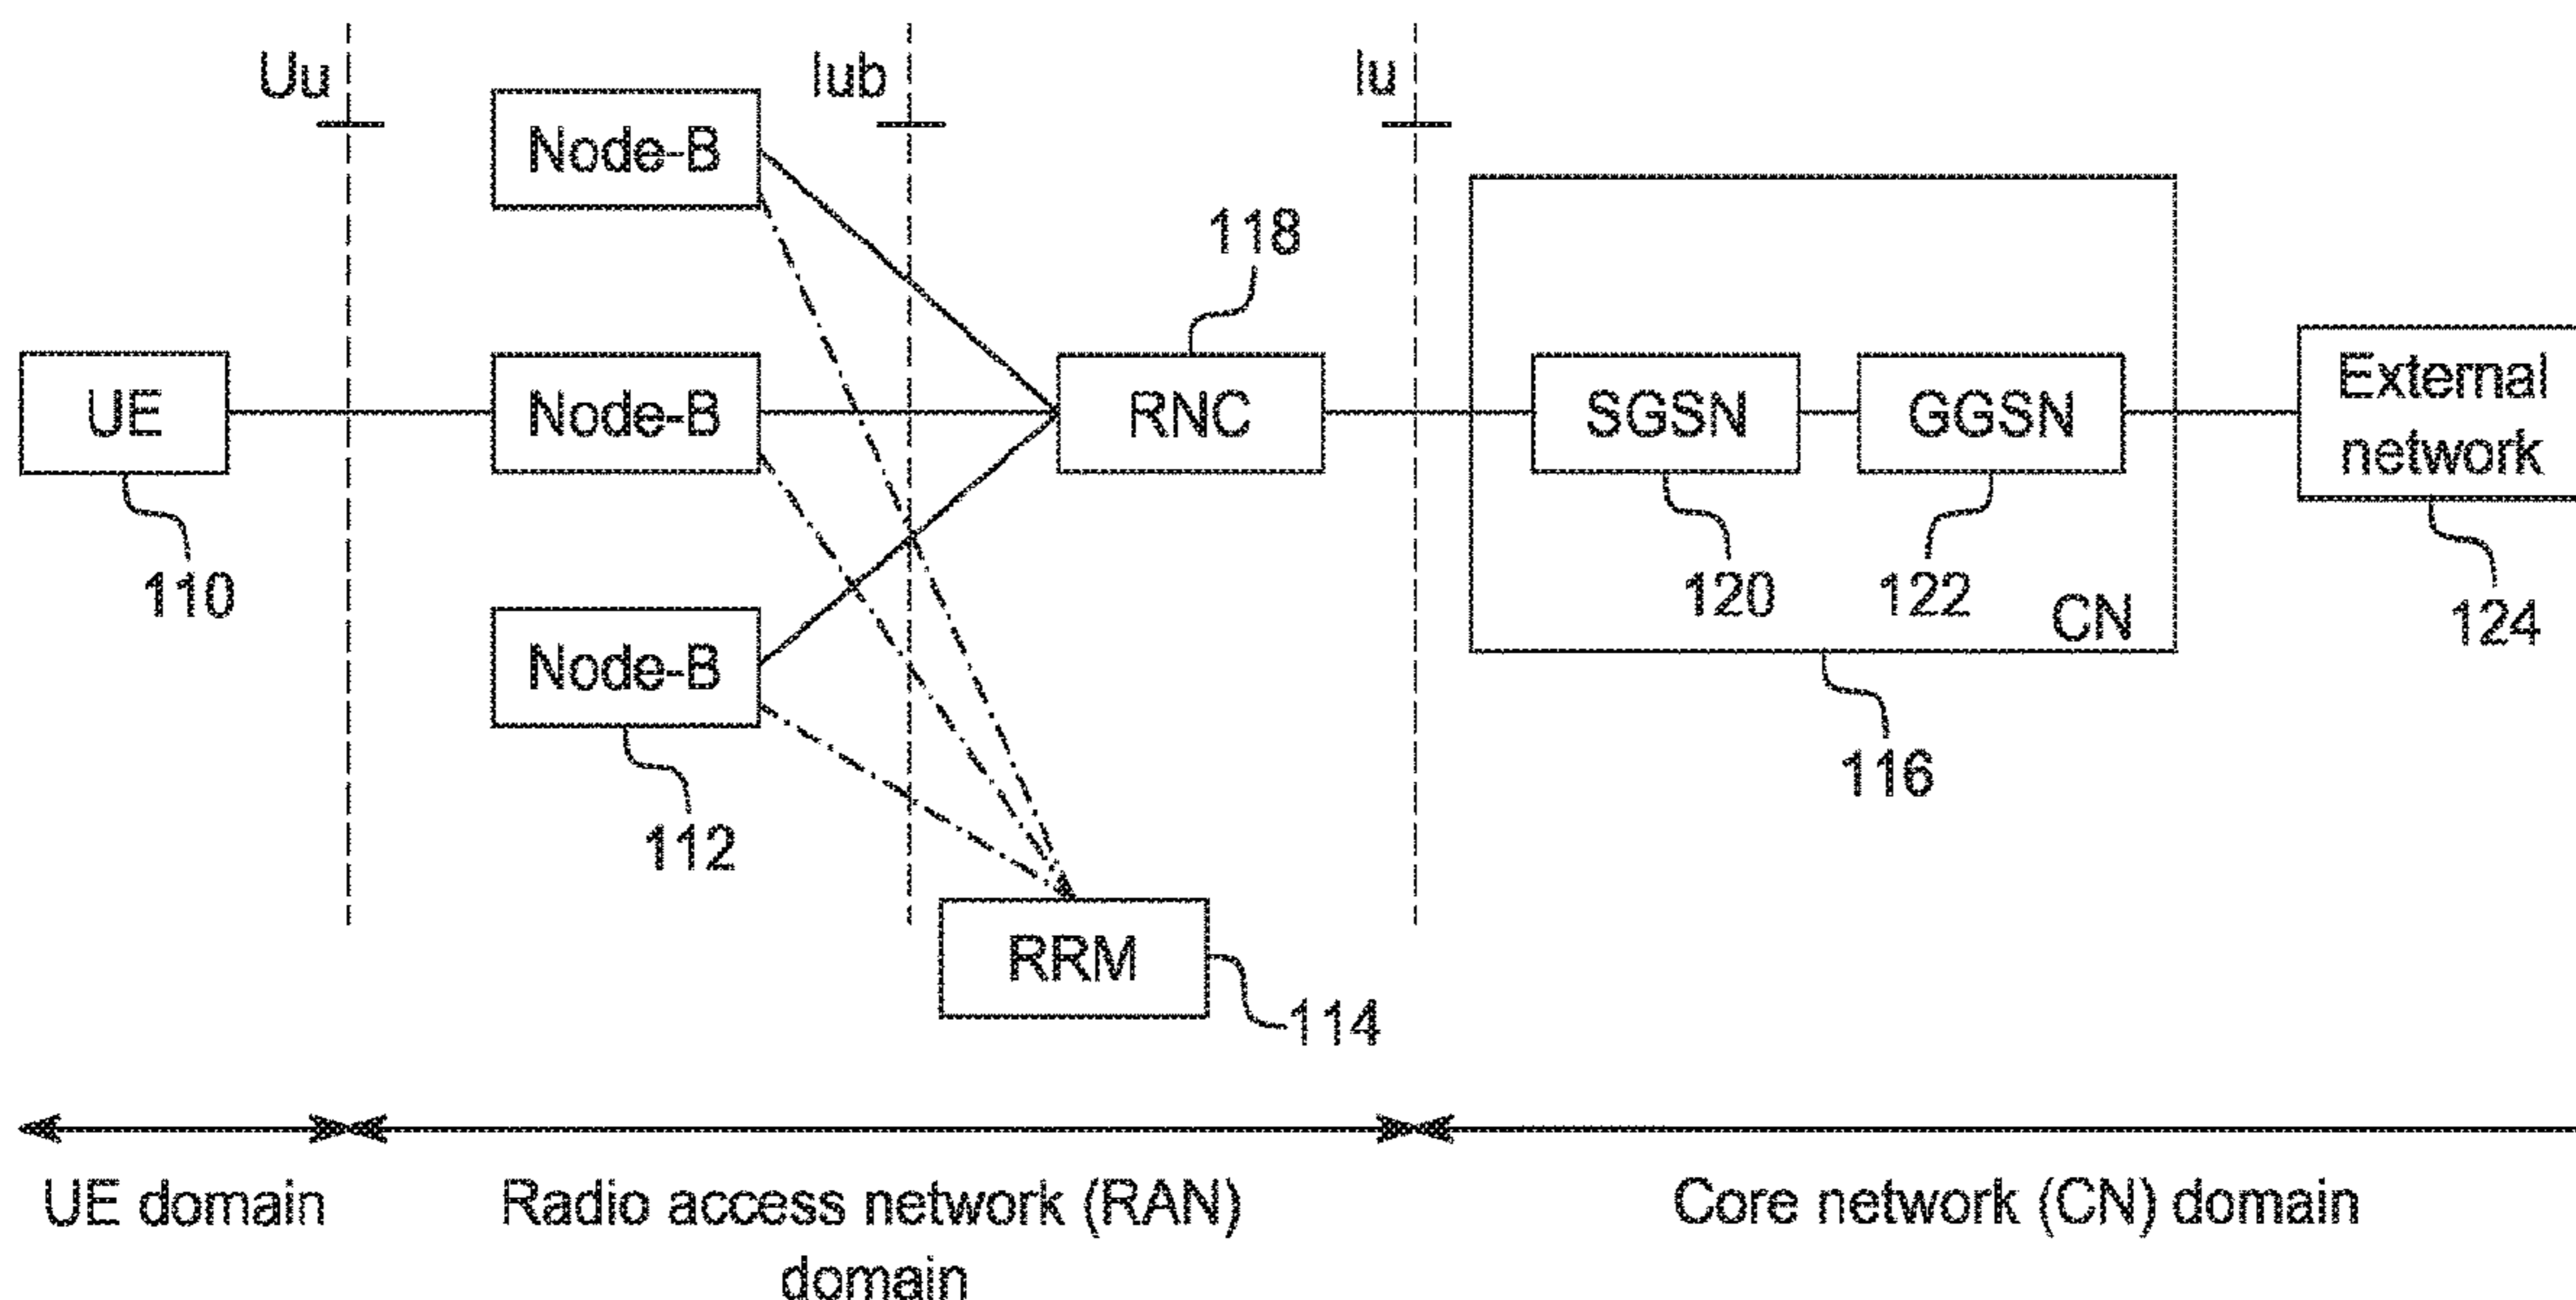 Uu
Iub
Iu
Node-B
118
UE
Node-B
RNC
SGSN
GGSN
External
network
110
120
122
CN
124
Node-B
112
116
RRM
114
UE domain
Radio access network (RAN)
domain
Core network (CN) domain